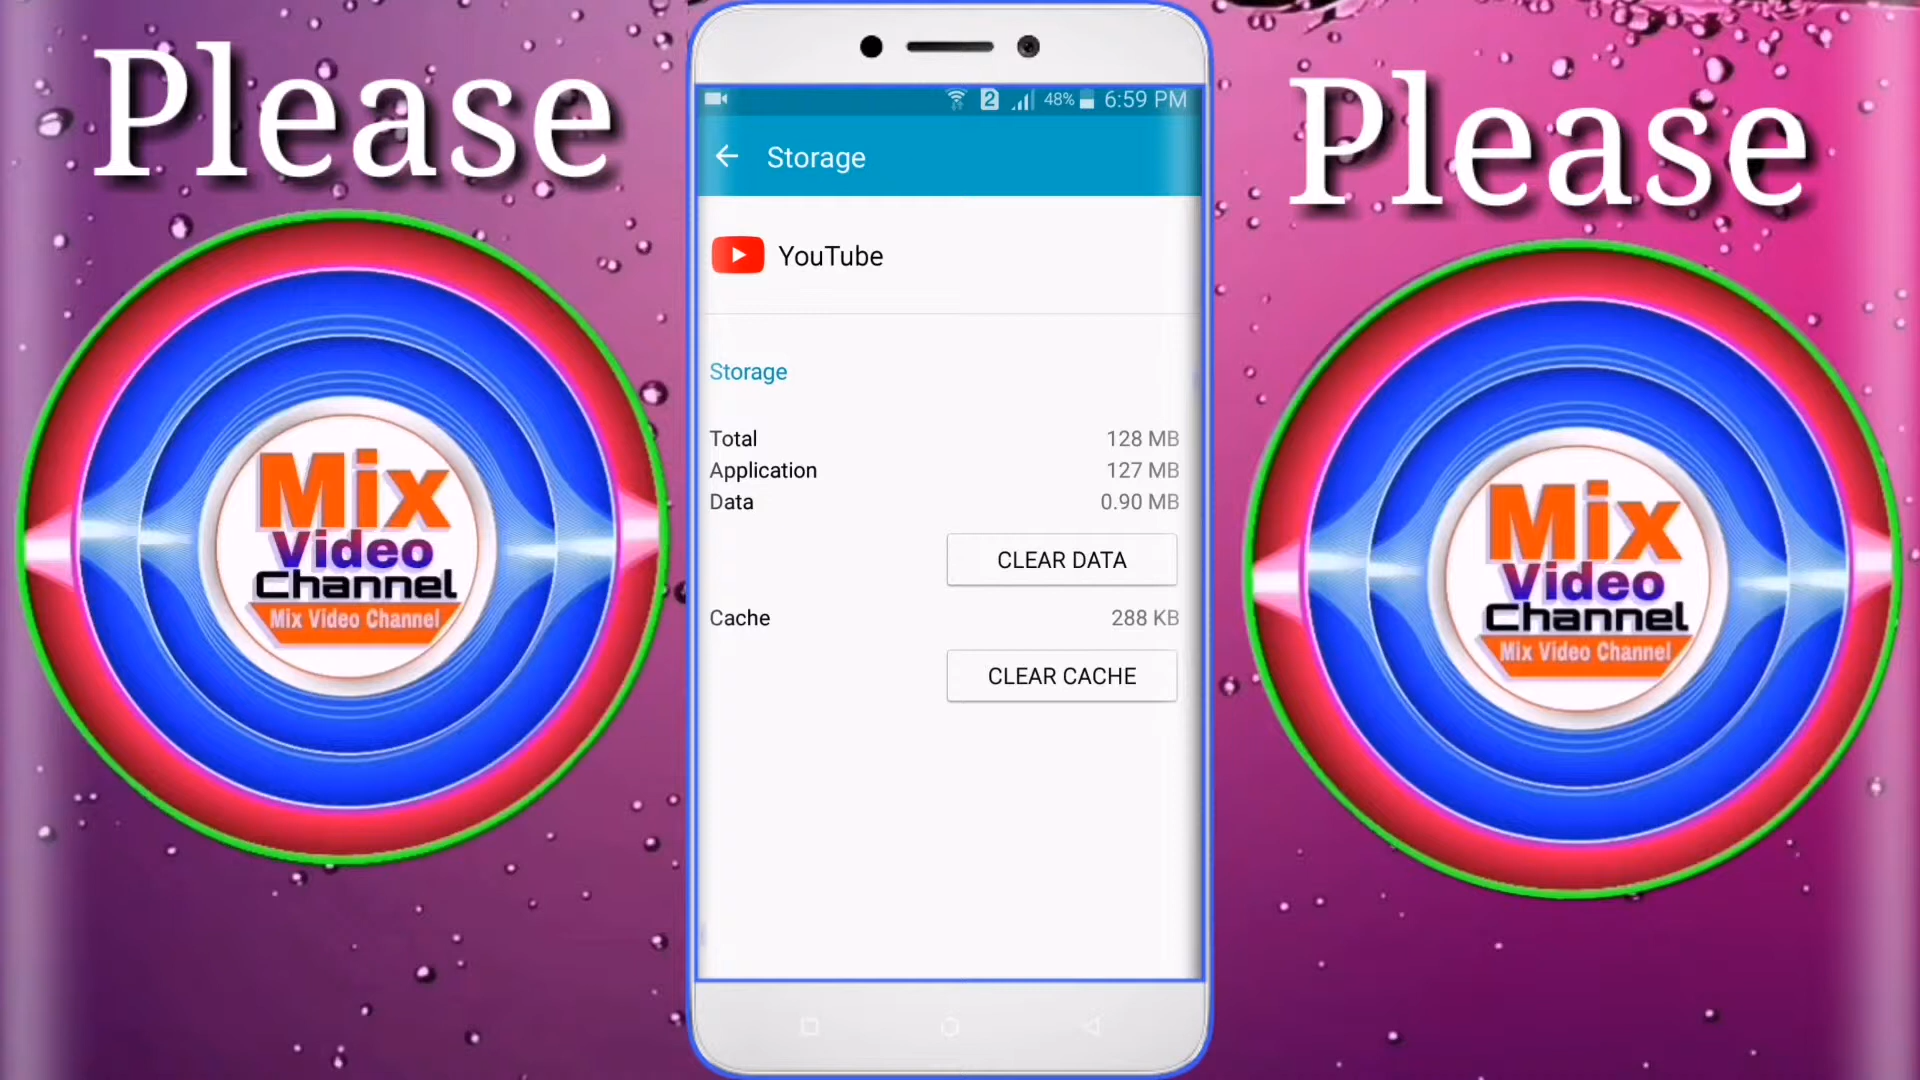 Please
Mix
Video
Channel
Mix Video Channel
2 48% 6:59 PM
Storage
YouTube
Storage
Total 128 MB
Application 127 MB
Data 0.90 MB
CLEAR DATA
Cache 288 KB
CLEAR CACHE
Please
Mix
Video
Channel
Mix Video Channel